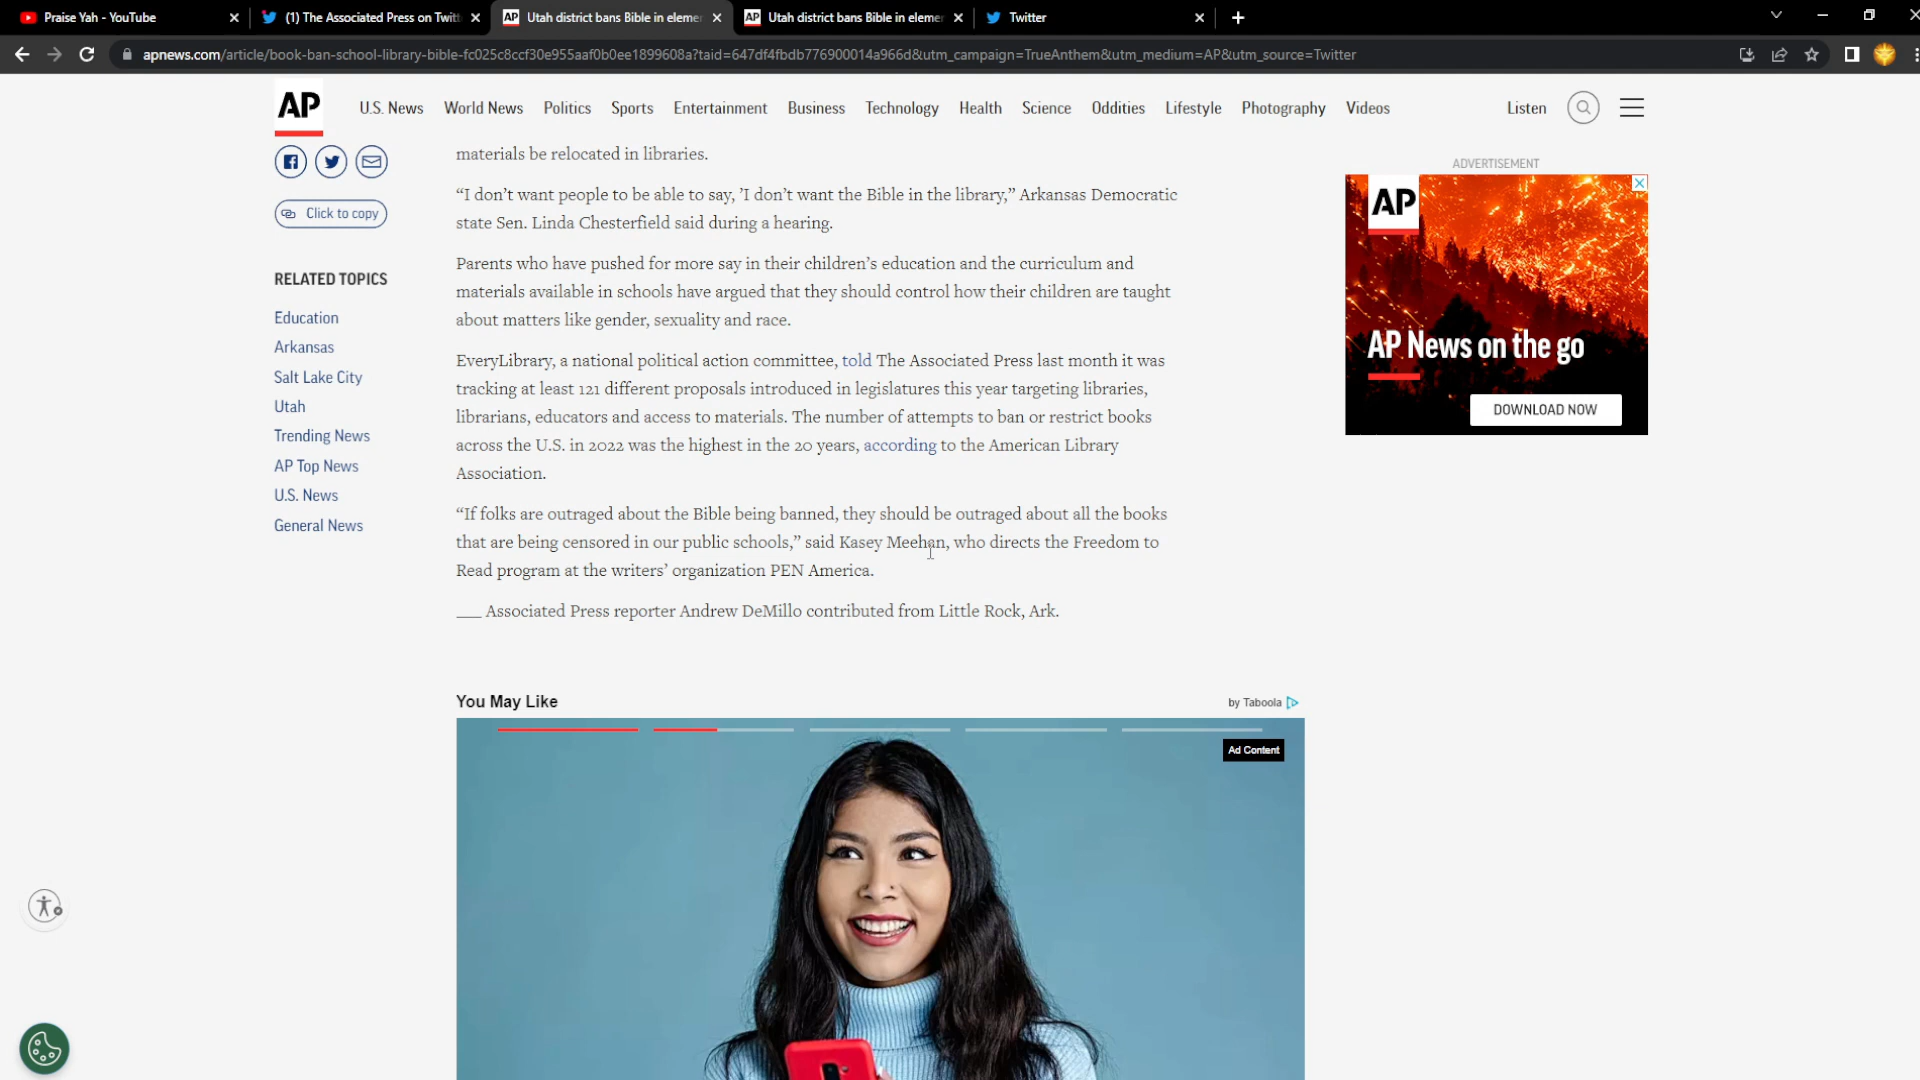 Praise Yah - YouTube
(1) The Associated Press on Twitt
AP Utah district bans Bible in eleme
AP Utah district bans Bible in elemer
Twitter
apnews.com/article/book-ban-school-library-bible-fc025c8ccf30e955aaf0b0ee1899608a?taid=647df4fbdb776900014a966d&utm_campaign=TrueAnthem&utm_medium=AP&utm_source=Twitter
AP
U.S. News World News Politics Sports Entertainment Business Technology Health Science Oddities Lifestyle Photography Videos
Listen
Click to copy
RELATED TOPICS
Education
Arkansas
Salt Lake City
Utah
Trending News
AP Top News
U.S. News
General News
materials be relocated in libraries.
“I don’t want people to be able to say, ’I don’t want the Bible in the library,” Arkansas Democratic
state Sen. Linda Chesterfield said during a hearing.
Parents who have pushed for more say in their children’s education and the curriculum and
materials available in schools have argued that they should control how their children are taught
about matters like gender, sexuality and race.
EveryLibrary, a national political action committee, told The Associated Press last month it was
tracking at least 121 different proposals introduced in legislatures this year targeting libraries,
librarians, educators and access to materials. The number of attempts to ban or restrict books
across the U.S. in 2022 was the highest in the 20 years, according to the American Library
Association.
“If folks are outraged about the Bible being banned, they should be outraged about all the books
that are being censored in our public schools,” said Kasey Meehan, who directs the Freedom to
Read program at the writers’ organization PEN America.
___ Associated Press reporter Andrew DeMillo contributed from Little Rock, Ark.
ADVERTISEMENT
AP
AP News on the go
DOWNLOAD NOW
You May Like
by Taboola
Ad Content